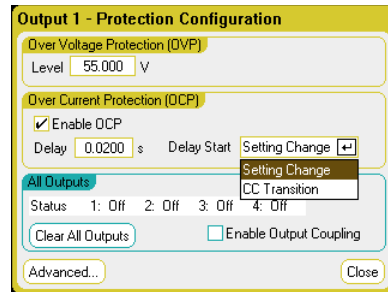 Output 1 - Protection Configuration
Over Voltage Protection (OVP)
Level 55.000 V
Over Current Protection (OCP)
Enable OCP
Delay 0.0200 s Delay Start Setting Change
Setting Change
CC Transition
All Outputs
Status 1: Off 2: Off 3: Off 4: Off
Clear All Outputs Enable Output Coupling
Advanced... Close